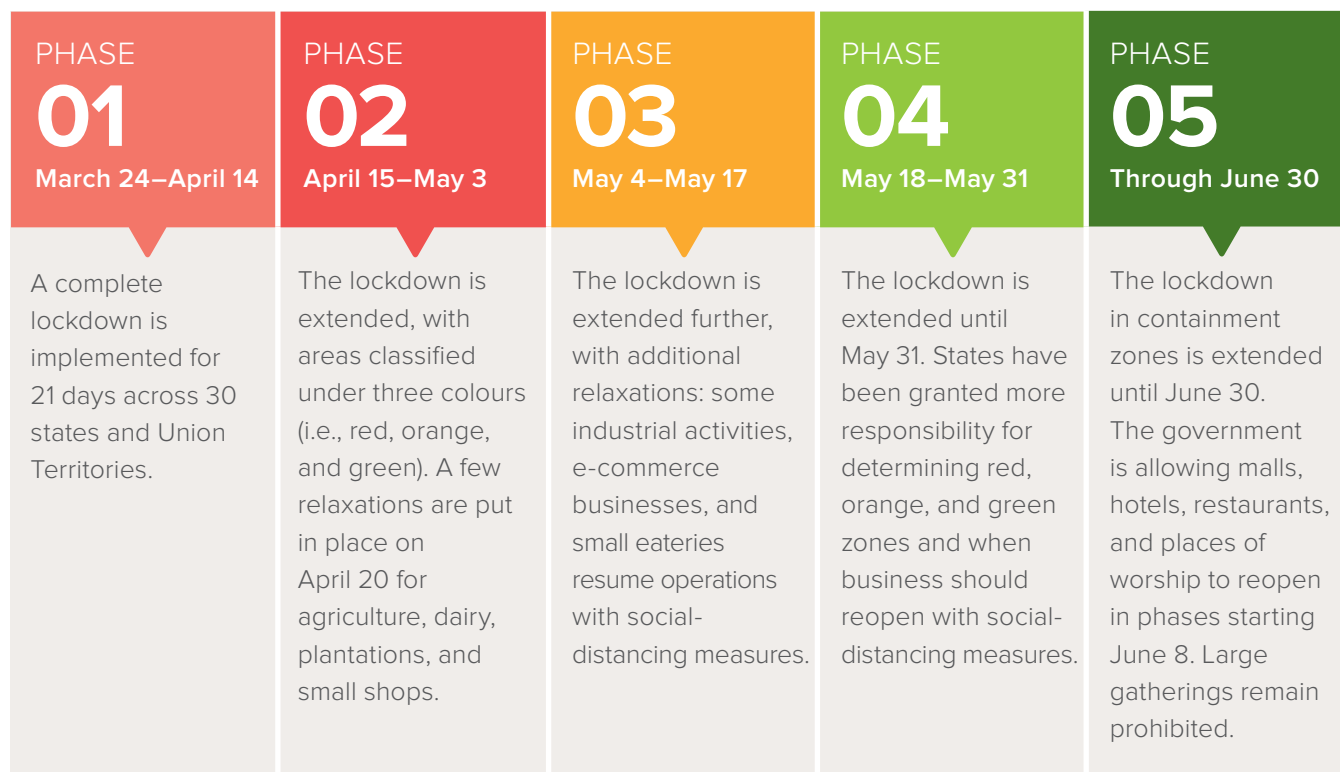 PHASE
01
March 24–April 14
A complete
lockdown is
implemented for
21 days across 30
states and Union
Territories.
PHASE
02
April 15–May 3
The lockdown is
extended, with
areas classified
under three colours
(i.e., red, orange,
and green). A few
relaxations are put
in place on
April 20 for
agriculture, dairy,
plantations, and
small shops.
PHASE
03
May 4–May 17
The lockdown is
extended further,
with additional
relaxations: some
industrial activities,
e-commerce
businesses, and
small eateries
resume operations
with social-
distancing measures.
PHASE
04
May 18–May 31
The lockdown is
extended until
May 31. States have
been granted more
responsibility for
determining red,
orange, and green
zones and when
business should
reopen with social-
distancing measures.
PHASE
05
Through June 30
The lockdown
in containment
zones is extended
until June 30.
The government
is allowing malls,
hotels, restaurants,
and places of
worship to reopen
in phases starting
June 8. Large
gatherings remain
prohibited.